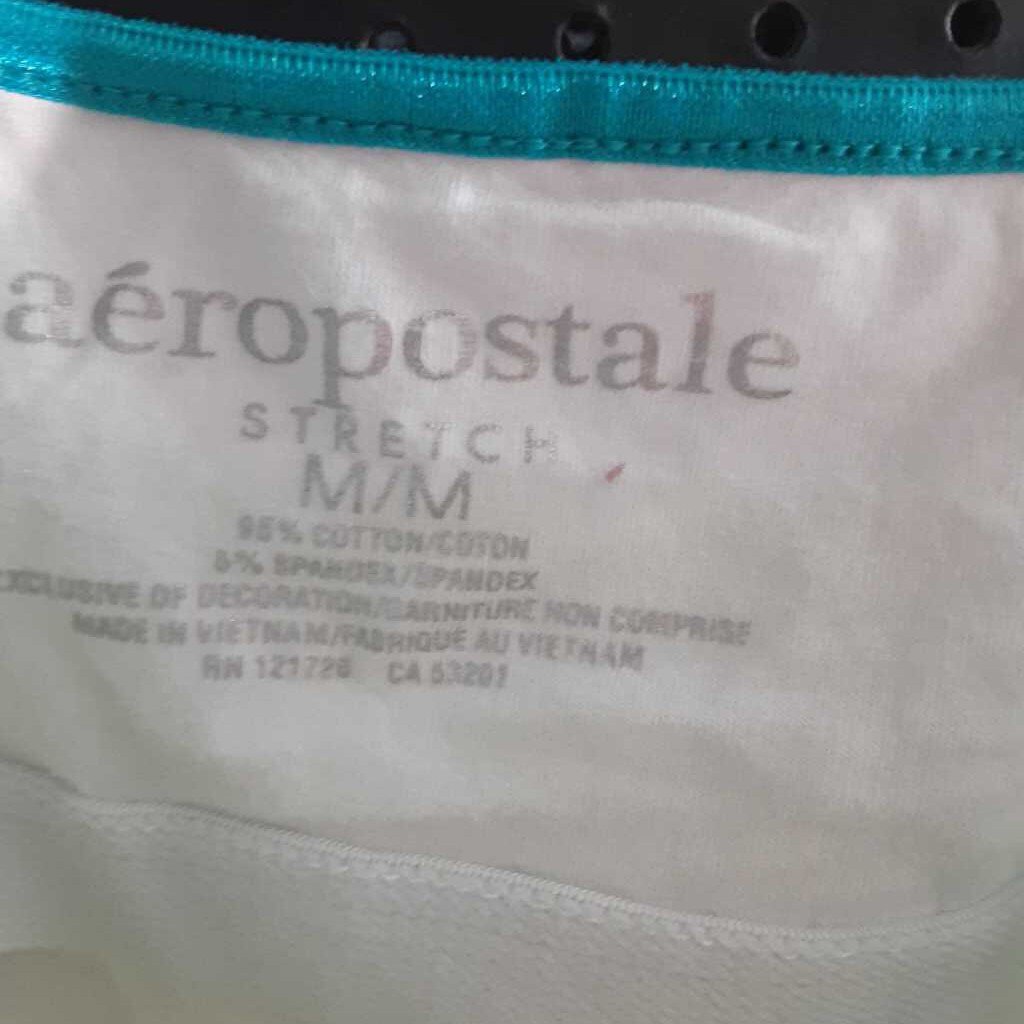 aéropostale
STRETCH
M/M
95% COTTON/COTON
5% SPANDEX/SPANDEX
EXCLUSIVE OF DECORATION/GARNITURE NON COMPRISE
MADE IN VIETNAM/FABRIQUÉ AU VIETNAM
RN 121726 CA 53201